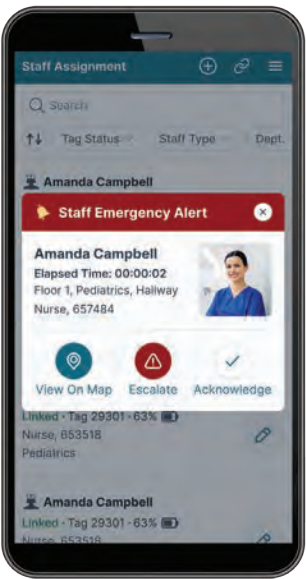 Staff Assignment
Search
Tag Status Staff Type Dept.
Amanda Campbell
Staff Emergency Alert
Amanda Campbell
Elapsed Time: 00:00:02
Floor 1, Pediatrics, Hallway
Nurse, 657484
View On Map Escalate Acknowledge
Linked - Tag 29301 - 63%
Nurse, 653518
Pediatrics
Amanda Campbell
Linked - Tag 29301 - 63%
Nurse, 653518